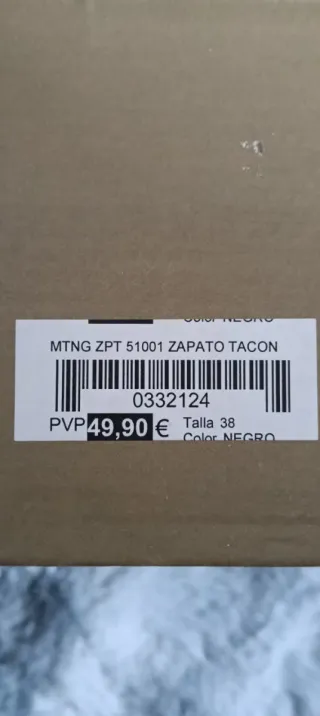 Color NEGRO
MTNG ZPT 51001 ZAPATO TACON
0332124
PVP 49,90 € Talla 38
Color NEGRO